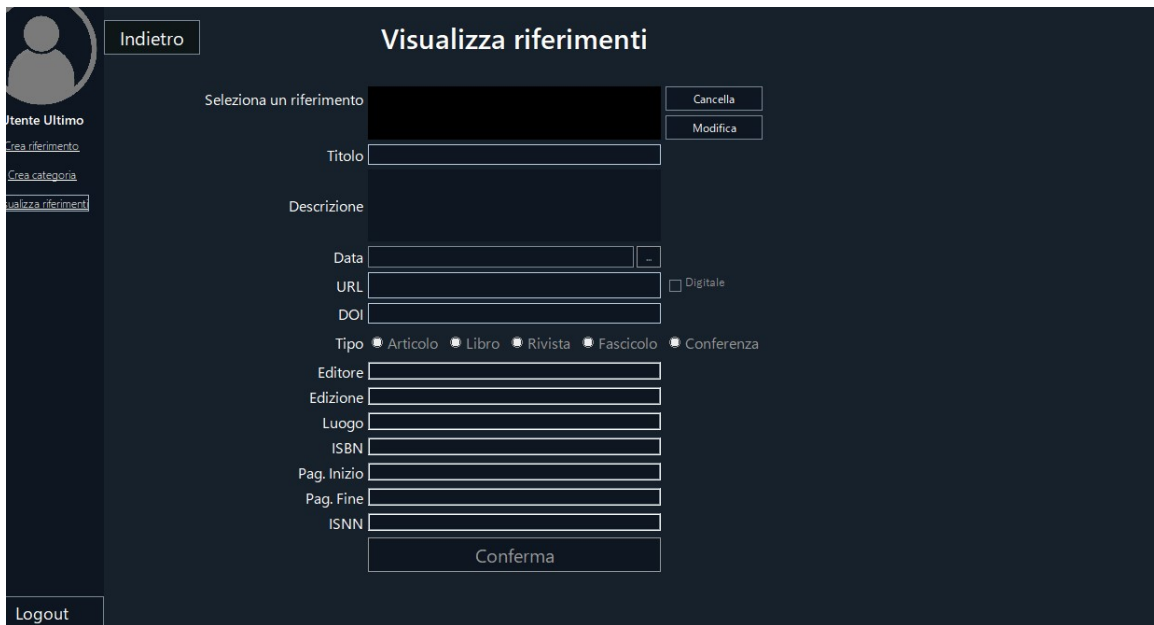 Indietro
Visualizza riferimenti
Utente Ultimo
Crea riferimento
Crea categoria
sualizza riferimenti
Logout
Seleziona un riferimento
Cancella
Modifica
Titolo
Descrizione
Data ...
URL
Digitale
DOI
Tipo Articolo Libro Rivista Fascicolo Conferenza
Editore
Edizione
Luogo
ISBN
Pag. Inizio
Pag. Fine
ISNN
Conferma